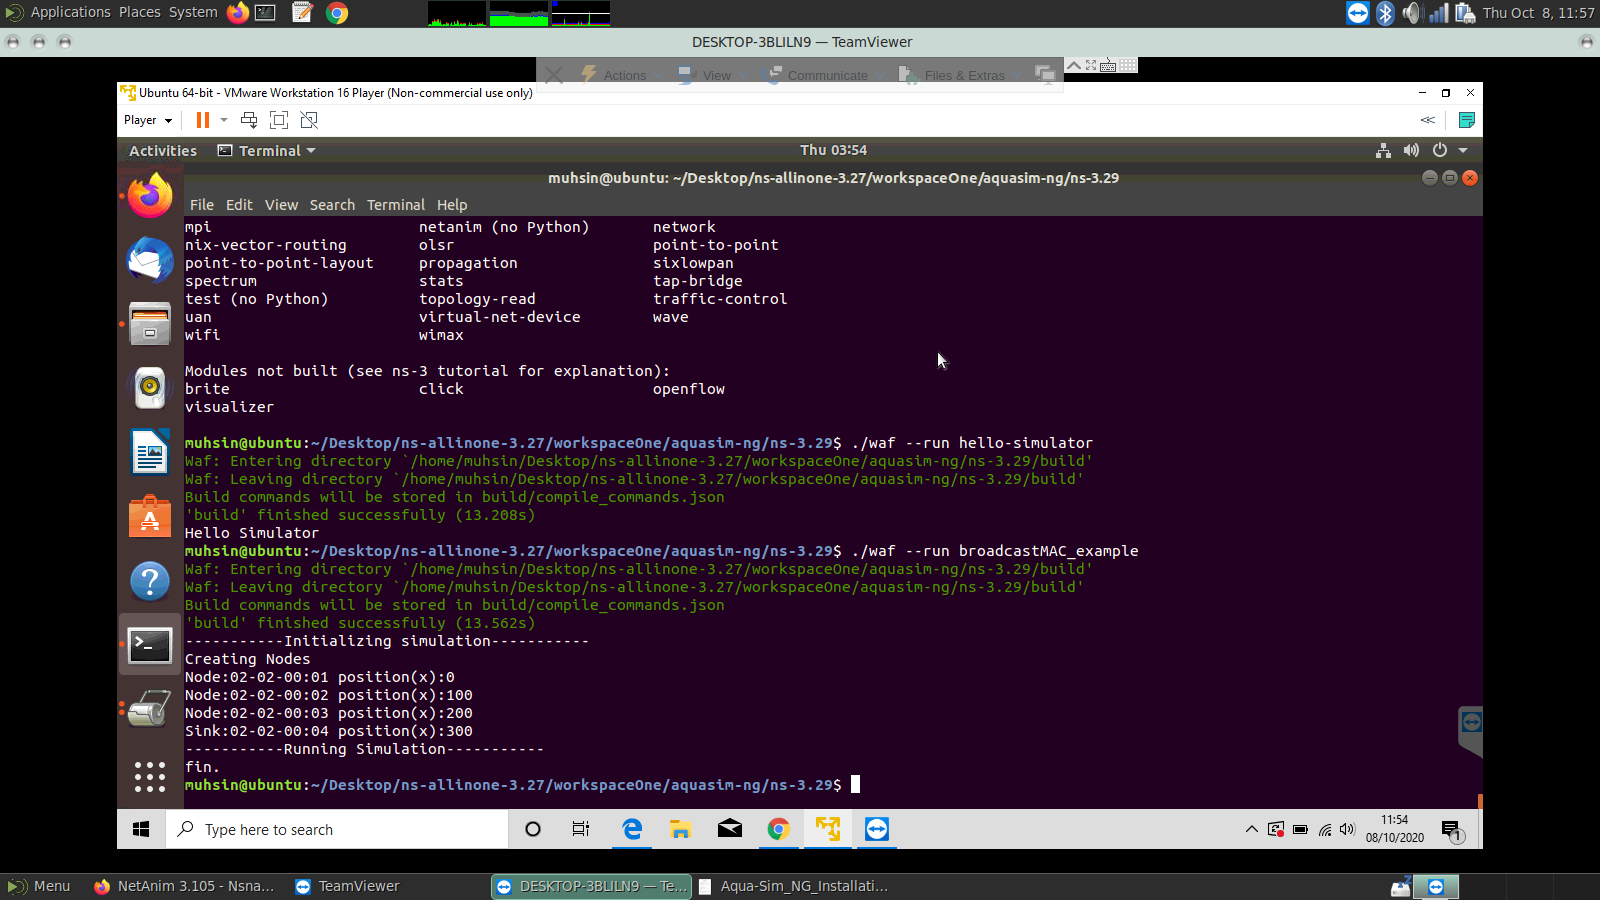 Applications Places System
Thu Oct 8, 11:57
DESKTOP-3BLILN9 — TeamViewer
Actions View Communicate Files & Extras
Ubuntu 64-bit - VMware Workstation 16 Player (Non-commercial use only)
Player
Activities Terminal Thu 03:54
muhsin@ubuntu: ~/Desktop/ns-allinone-3.27/workspaceOne/aquasim-ng/ns-3.29
File Edit View Search Terminal Help
mpi netanim (no Python) network
nix-vector-routing olsr point-to-point
point-to-point-layout propagation sixlowpan
spectrum stats tap-bridge
test (no Python) topology-read traffic-control
uan virtual-net-device wave
wifi wimax
Modules not built (see ns-3 tutorial for explanation):
brite click openflow
visualizer
muhsin@ubuntu:~/Desktop/ns-allinone-3.27/workspaceOne/aquasim-ng/ns-3.29$ ./waf --run hello-simulator
Waf: Entering directory `/home/muhsin/Desktop/ns-allinone-3.27/workspaceOne/aquasim-ng/ns-3.29/build'
Waf: Leaving directory `/home/muhsin/Desktop/ns-allinone-3.27/workspaceOne/aquasim-ng/ns-3.29/build'
Build commands will be stored in build/compile_commands.json
'build' finished successfully (13.208s)
Hello Simulator
muhsin@ubuntu:~/Desktop/ns-allinone-3.27/workspaceOne/aquasim-ng/ns-3.29$ ./waf --run broadcastMAC_example
Waf: Entering directory `/home/muhsin/Desktop/ns-allinone-3.27/workspaceOne/aquasim-ng/ns-3.29/build'
Waf: Leaving directory `/home/muhsin/Desktop/ns-allinone-3.27/workspaceOne/aquasim-ng/ns-3.29/build'
Build commands will be stored in build/compile_commands.json
'build' finished successfully (13.562s)
-----------Initializing simulation-----------
Creating Nodes
Node:02-02-00:01 position(x):0
Node:02-02-00:02 position(x):100
Node:02-02-00:03 position(x):200
Sink:02-02-00:04 position(x):300
-----------Running Simulation-----------
fin.
muhsin@ubuntu:~/Desktop/ns-allinone-3.27/workspaceOne/aquasim-ng/ns-3.29$
Type here to search
11:54
08/10/2020
1
Menu NetAnim 3.105 - Nsna... TeamViewer DESKTOP-3BLILN9 — Te... Aqua-Sim_NG_Installati...